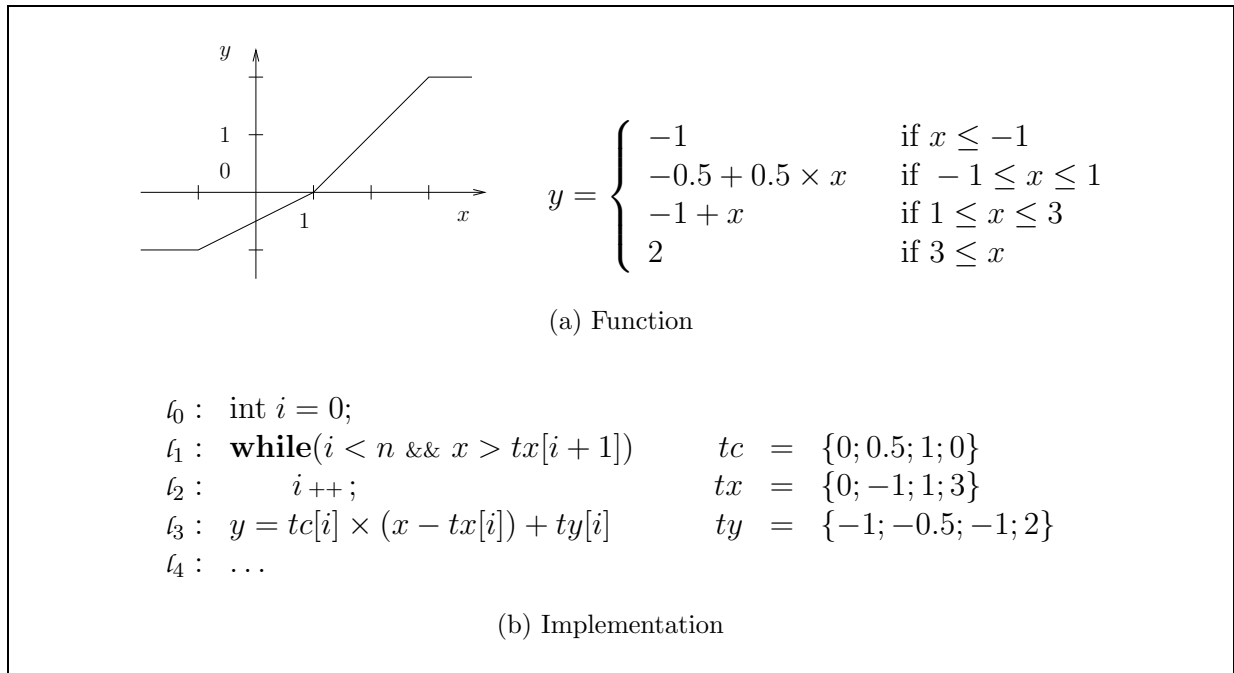 y
1
0
1
x
y = { −1 if x ≤ −1
−0.5 + 0.5 × x if − 1 ≤ x ≤ 1
−1 + x if 1 ≤ x ≤ 3
2 if 3 ≤ x
(a) Function
l₀ : int i = 0;
l₁ : while(i < n && x > tx[i + 1]) tc = {0; 0.5; 1; 0}
l₂ : i ++ ; tx = {0; −1; 1; 3}
l₃ : y = tc[i] × (x − tx[i]) + ty[i] ty = {−1; −0.5; −1; 2}
l₄ : ...
(b) Implementation